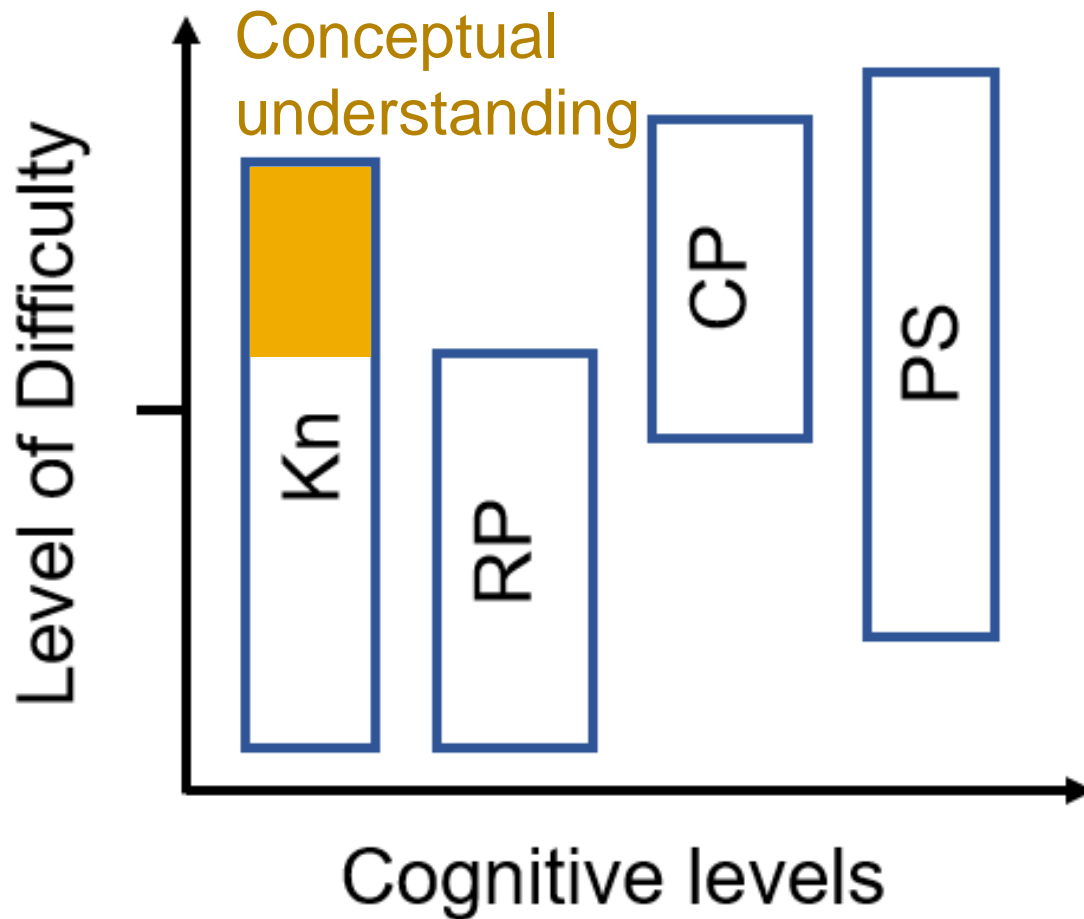 Conceptual
understanding
Level of Difficulty
Kn
RP
CP
PS
Cognitive levels